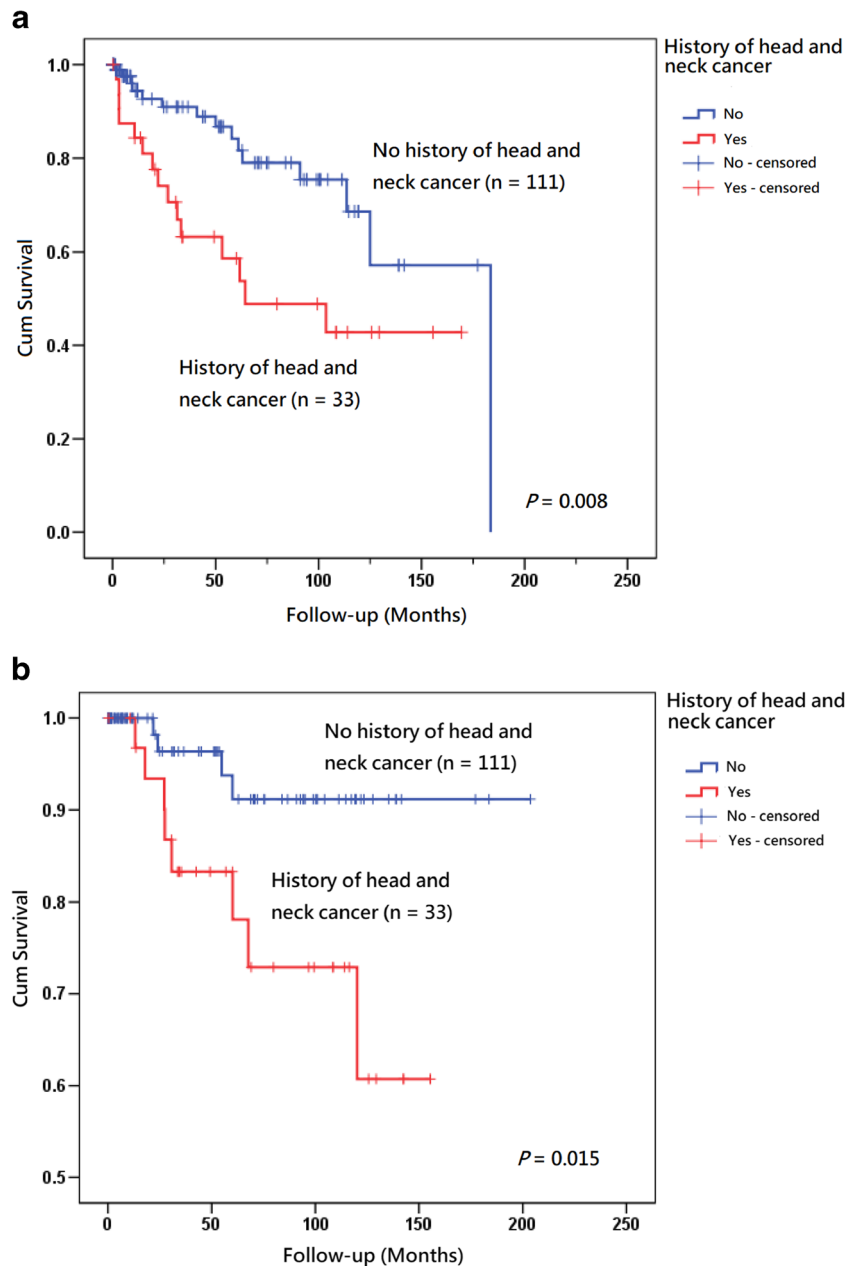 a
History of head and
neck cancer
No
Yes
No - censored
Yes - censored
Cum Survival
1.0
0.8
0.6
0.4
0.2
0.0
No history of head and
neck cancer (n = 111)
History of head and
neck cancer (n = 33)
P = 0.008
0 50 100 150 200 250
Follow-up (Months)
b
History of head and
neck cancer
No
Yes
No - censored
Yes - censored
Cum Survival
1.0
0.9
0.8
0.7
0.6
0.5
No history of head and
neck cancer (n = 111)
History of head and
neck cancer (n = 33)
P = 0.015
0 50 100 150 200 250
Follow-up (Months)